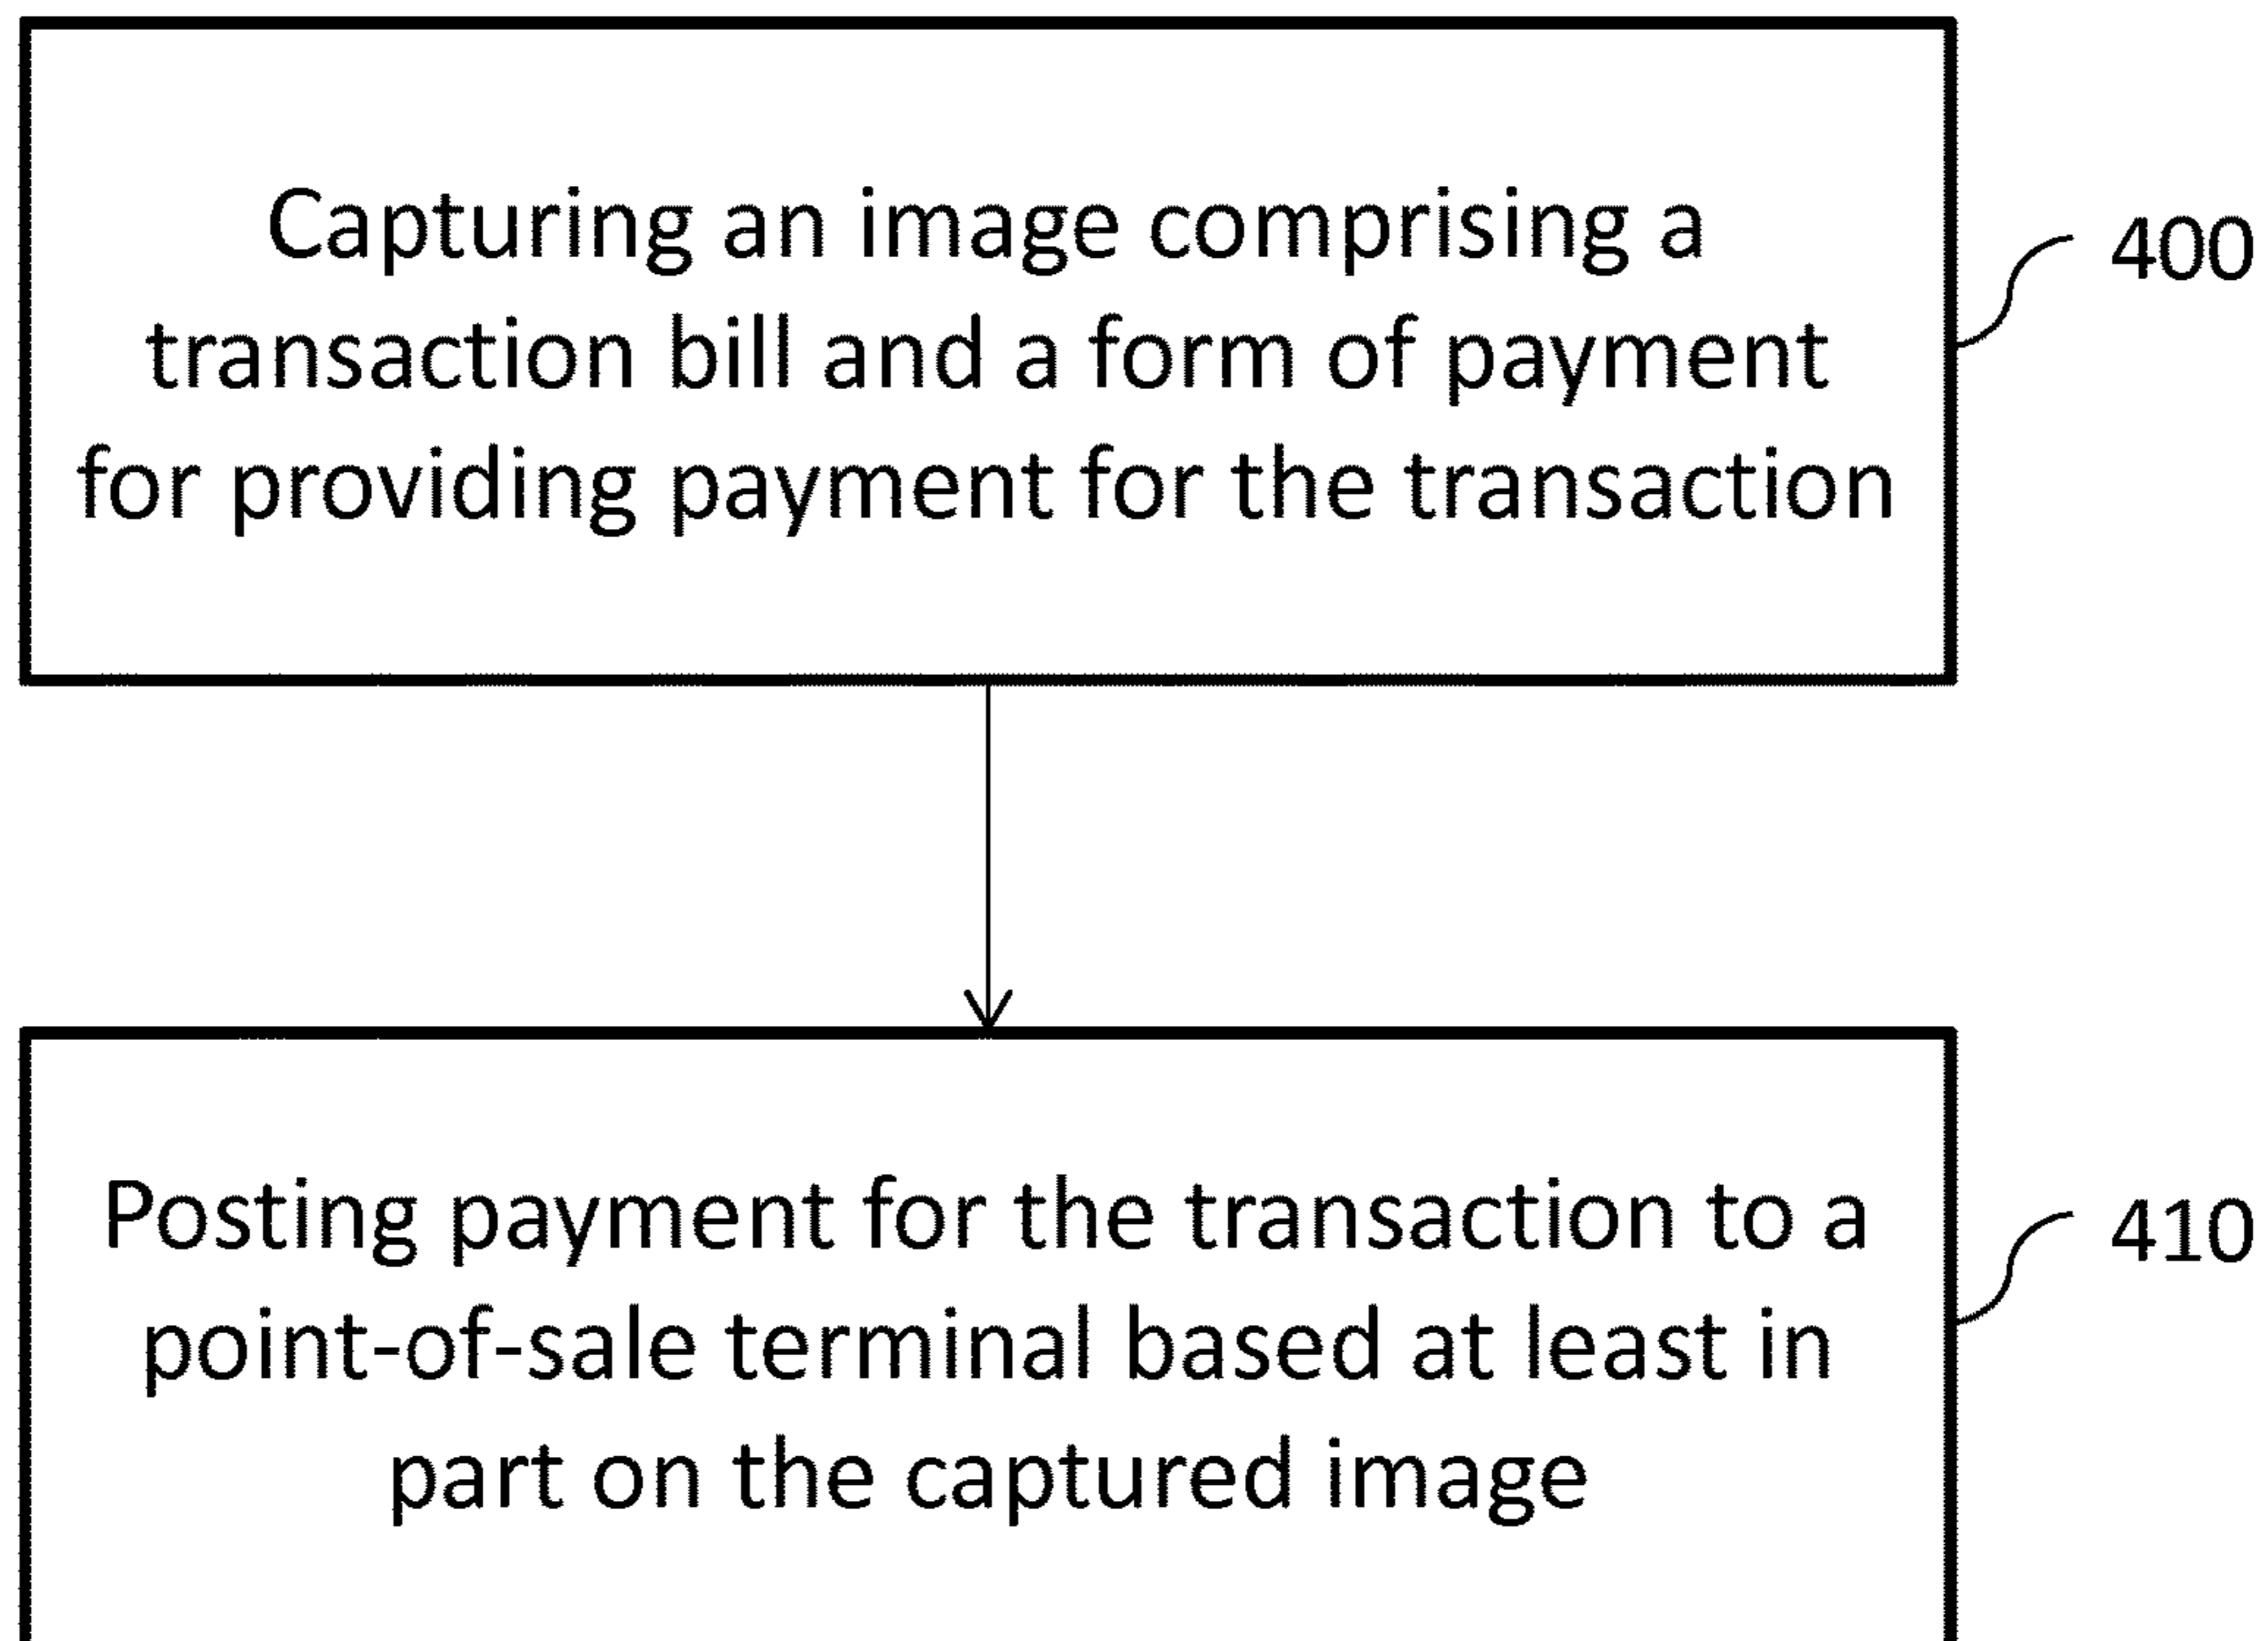 Capturing an image comprising a
transaction bill and a form of payment
for providing payment for the transaction
400
Posting payment for the transaction to a
point-of-sale terminal based at least in
part on the captured image
410